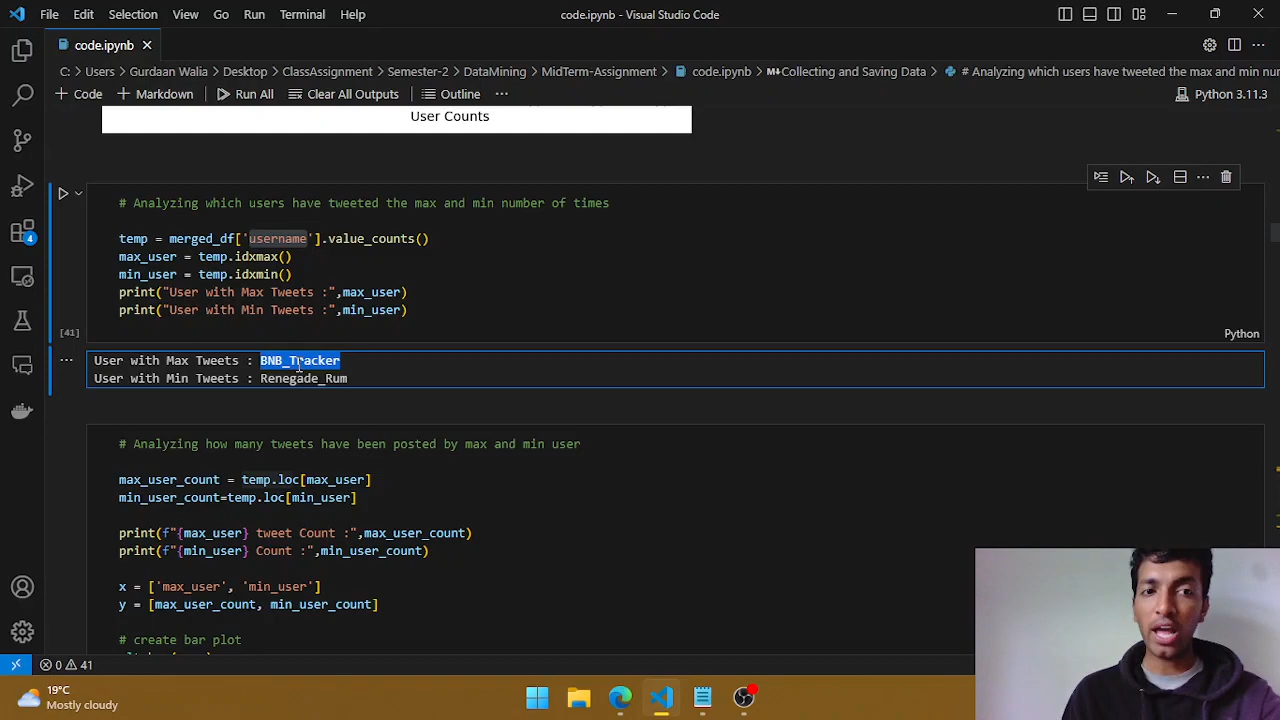 File Edit Selection View Go Run Terminal Help code.ipynb - Visual Studio Code
code.ipynb
C: > Users > Gurdaan Walia > Desktop > ClassAssignment > Semester-2 > DataMining > MidTerm-Assignment > code.ipynb > Collecting and Saving Data > # Analyzing which users have tweeted the max and min num
+ Code + Markdown Run All Clear All Outputs Outline ... Python 3.11.3
User Counts
# Analyzing which users have tweeted the max and min number of times
temp = merged_df['username'].value_counts()
max_user = temp.idxmax()
min_user = temp.idxmin()
print("User with Max Tweets :",max_user)
print("User with Min Tweets :",min_user)
[41]
Python
... User with Max Tweets : BNB_Tracker
User with Min Tweets : Renegade_Rum
# Analyzing how many tweets have been posted by max and min user
max_user_count = temp.loc[max_user]
min_user_count=temp.loc[min_user]
print(f"{max_user} tweet Count :",max_user_count)
print(f"{min_user} Count :",min_user_count)
x = ['max_user', 'min_user']
y = [max_user_count, min_user_count]
# create bar plot
4
0 41
19°C
Mostly cloudy